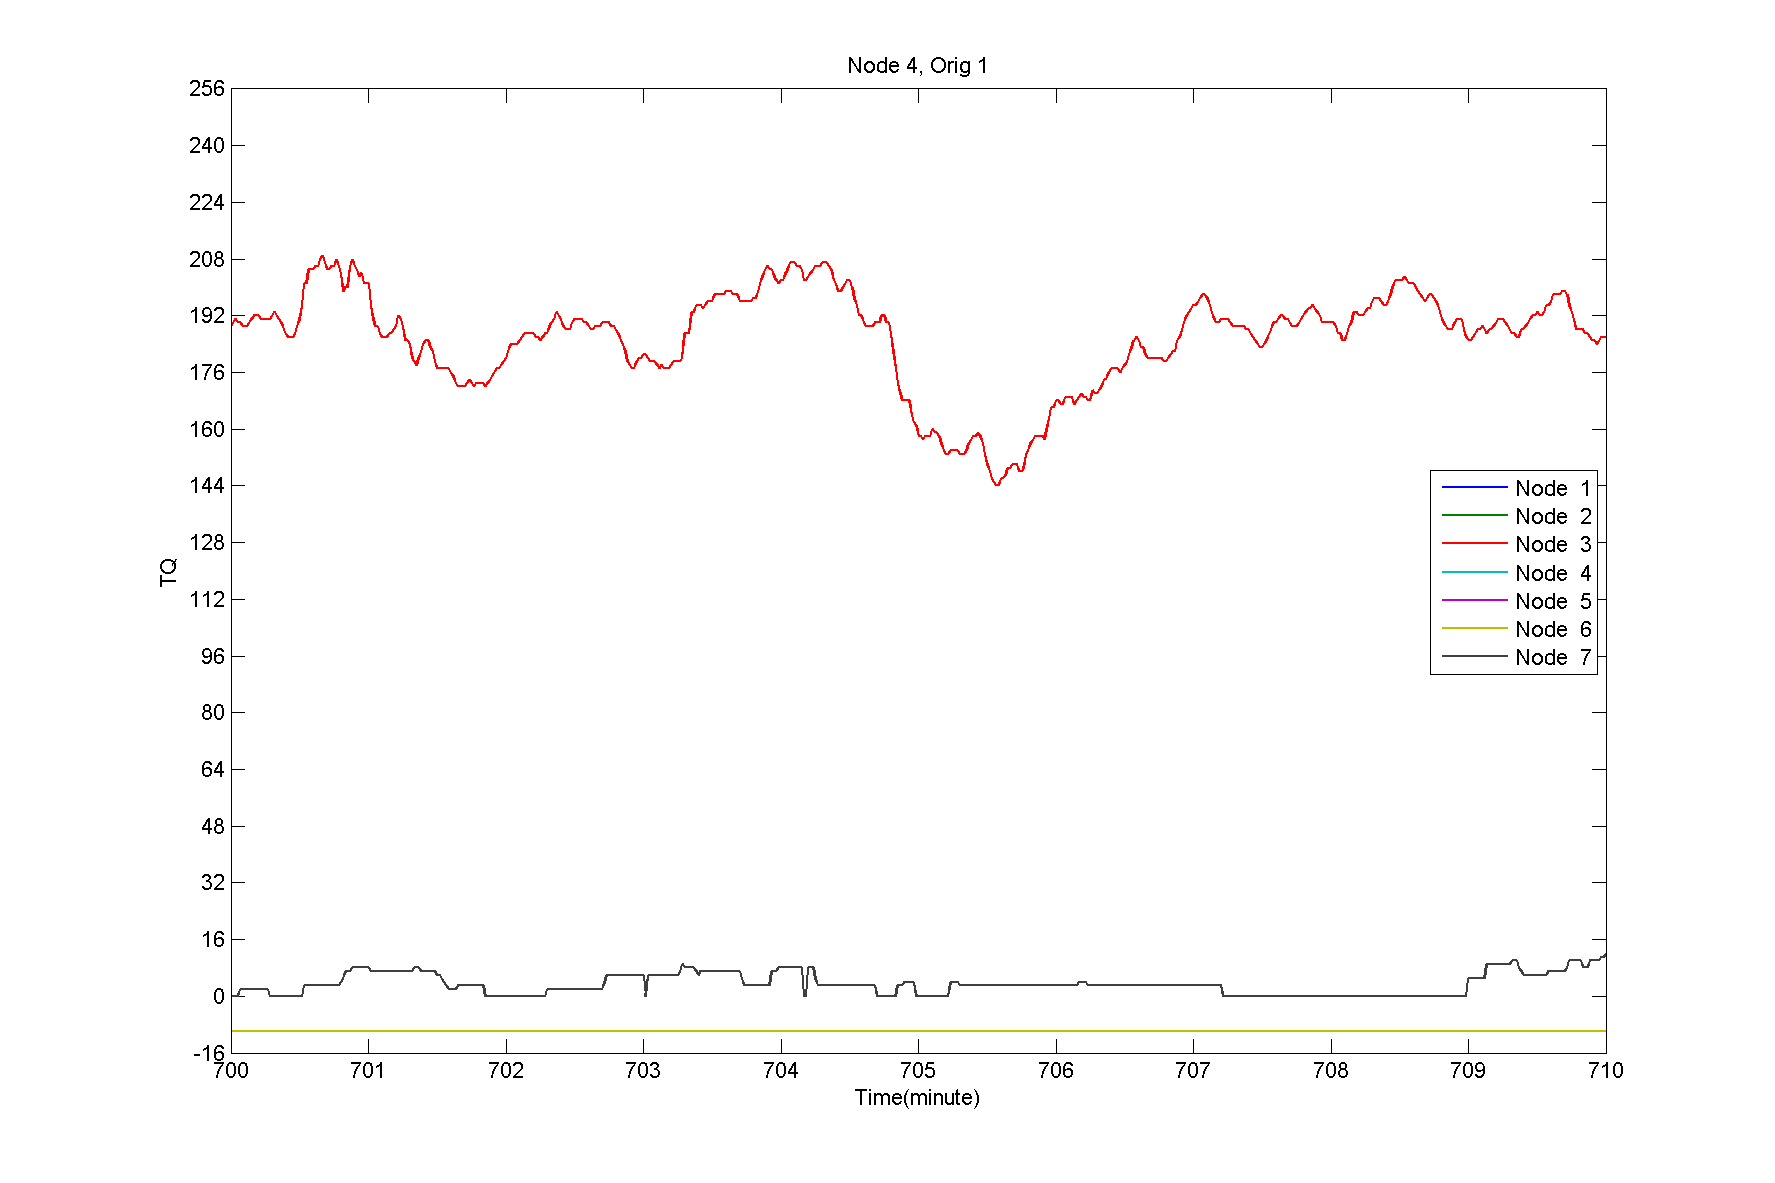 Node 4, Orig 1
256
240
224
208
192
176
160
144
128
112
96
80
64
48
32
16
0
-16
TQ
Node 1
Node 2
Node 3
Node 4
Node 5
Node 6
Node 7
700 701 702 703 704 705 706 707 708 709 710
Time(minute)